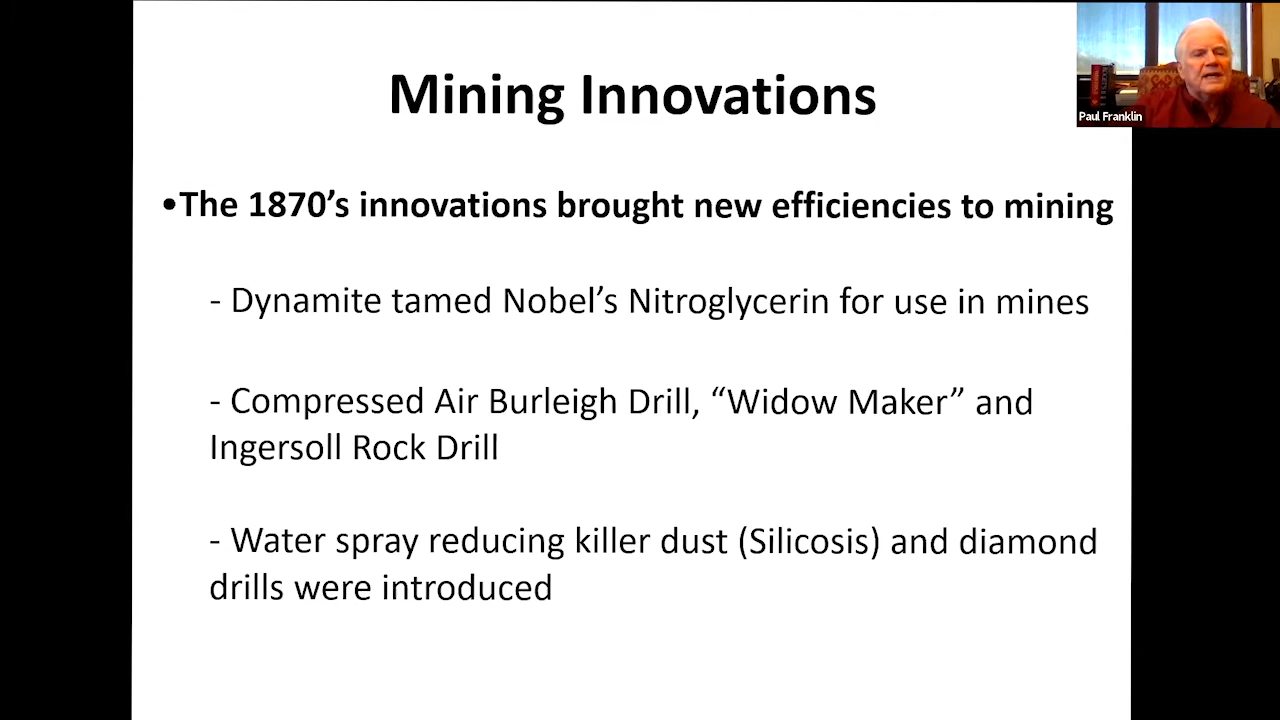 Mining Innovations
Paul Franklin
•The 1870’s innovations brought new efficiencies to mining
- Dynamite tamed Nobel’s Nitroglycerin for use in mines
- Compressed Air Burleigh Drill, “Widow Maker” and
Ingersoll Rock Drill
- Water spray reducing killer dust (Silicosis) and diamond
drills were introduced